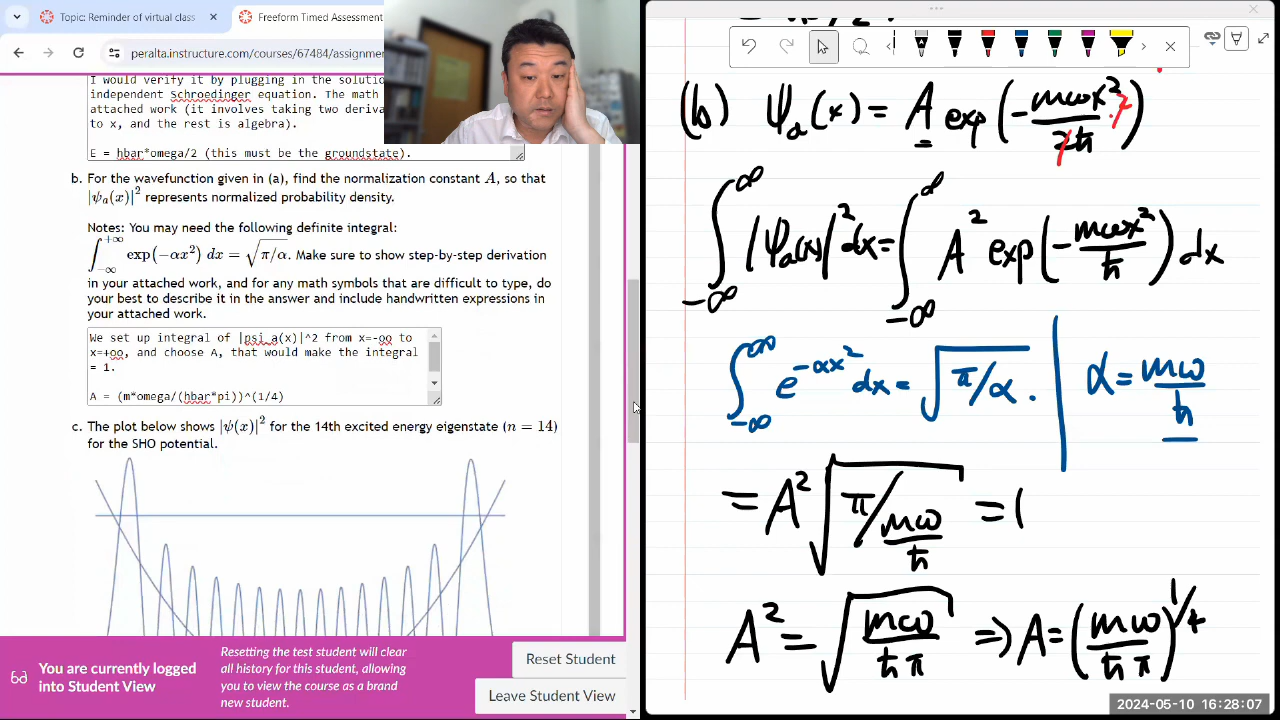 Topic: Reminder of virtual class
Freeform Timed Assessment
peralta.instructure.com/courses/67478/assignmen
I would verify it by plugging in the solution
independent Schroedinger equation. The math
attached work (involves taking two deriva
to x, and the rest is algebra).
E = hbar*omega/2 (this must be the groundstate).
b. For the wavefunction given in (a), find the normalization constant A, so that
|ψₐ(x)|² represents normalized probability density.
Notes: You may need the following definite integral:
∫_{-∞}^{+∞} exp(−αx²) dx = √(π/α). Make sure to show step-by-step derivation
in your attached work, and for any math symbols that are difficult to type, do
your best to describe it in the answer and include handwritten expressions in
your attached work.
We set up integral of |psi_a(x)|^2 from x=-oo to
x=+oo, and choose A, that would make the integral
= 1.
A = (m*omega/(hbar*pi))^(1/4)
c. The plot below shows |ψ(x)|² for the 14th excited energy eigenstate (n = 14)
for the SHO potential.
You are currently logged
into Student View
Resetting the test student will clear
all history for this student, allowing
you to view the course as a brand
new student.
Reset Student
Leave Student View
(b) ψₐ(x) = A exp(−mωx²/2ħ · 2)
∫_{-∞}^{∞} |ψₐ(x)|² dx = ∫_{-∞}^{∞} A² exp(−mωx²/ħ) dx
∫_{-∞}^{∞} e^{−αx²} dx = √(π/α). | α = mω/ħ
= A² √(π/(mω/ħ)) = 1
A² = √(mω/ħπ) ⇒ A = (mω/ħπ)^{1/4}
2024-05-10 16:28:07